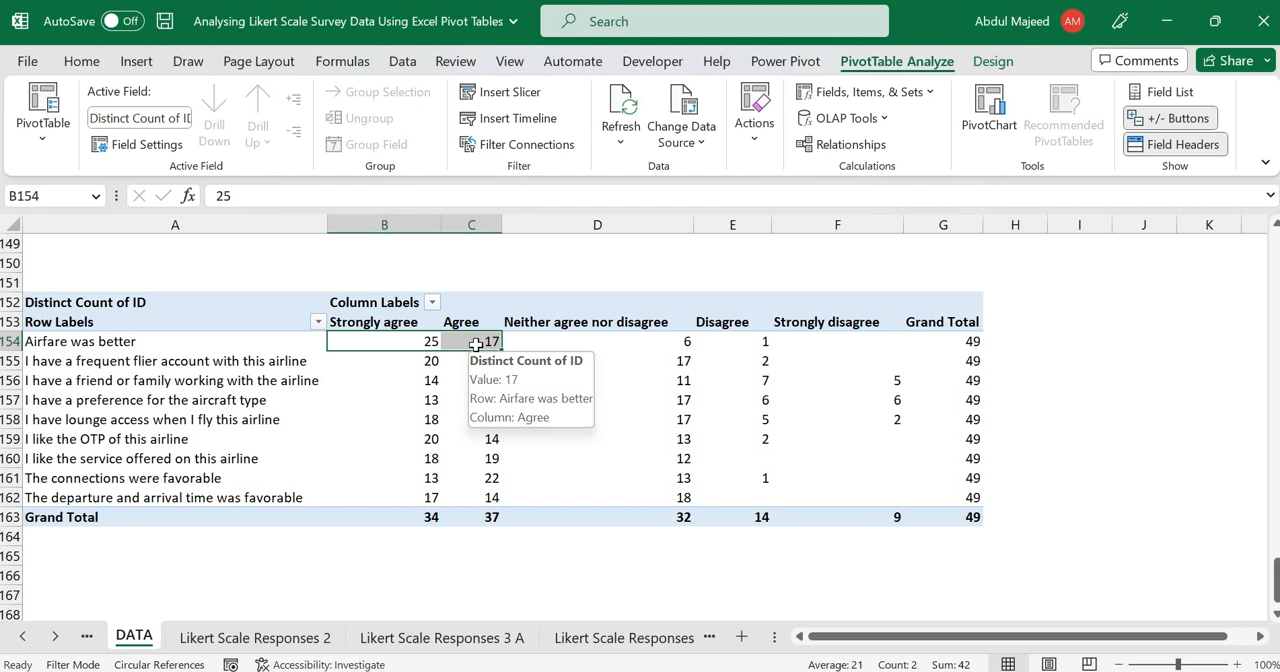 AutoSave Off Analysing Likert Scale Survey Data Using Excel Pivot Tables Search Abdul Majeed AM
File Home Insert Draw Page Layout Formulas Data Review View Automate Developer Help Power Pivot PivotTable Analyze Design Comments Share
PivotTable
Active Field:
Distinct Count of ID
Field Settings
Drill Down
Drill Up
Active Field
Group Selection
Ungroup
Group Field
Group
Insert Slicer
Insert Timeline
Filter Connections
Filter
Refresh
Change Data Source
Data
Actions
Fields, Items, & Sets
OLAP Tools
Relationships
Calculations
PivotChart
Recommended PivotTables
Tools
Field List
+/- Buttons
Field Headers
Show
B154 fx 25
A B C D E F G H I J K
149
150
151
152 Distinct Count of ID Column Labels
153 Row Labels Strongly agree Agree Neither agree nor disagree Disagree Strongly disagree Grand Total
154 Airfare was better 25 17 6 1 49
155 I have a frequent flier account with this airline 20 17 2 49
156 I have a friend or family working with the airline 14 11 7 5 49
157 I have a preference for the aircraft type 13 17 6 6 49
158 I have lounge access when I fly this airline 18 17 5 2 49
159 I like the OTP of this airline 20 14 13 2 49
160 I like the service offered on this airline 18 19 12 49
161 The connections were favorable 13 22 13 1 49
162 The departure and arrival time was favorable 17 14 18 49
163 Grand Total 34 37 32 14 9 49
164
165
166
167
168
Distinct Count of ID
Value: 17
Row: Airfare was better
Column: Agree
DATA Likert Scale Responses 2 Likert Scale Responses 3 A Likert Scale Responses
Ready Filter Mode Circular References Accessibility: Investigate Average: 21 Count: 2 Sum: 42 100%